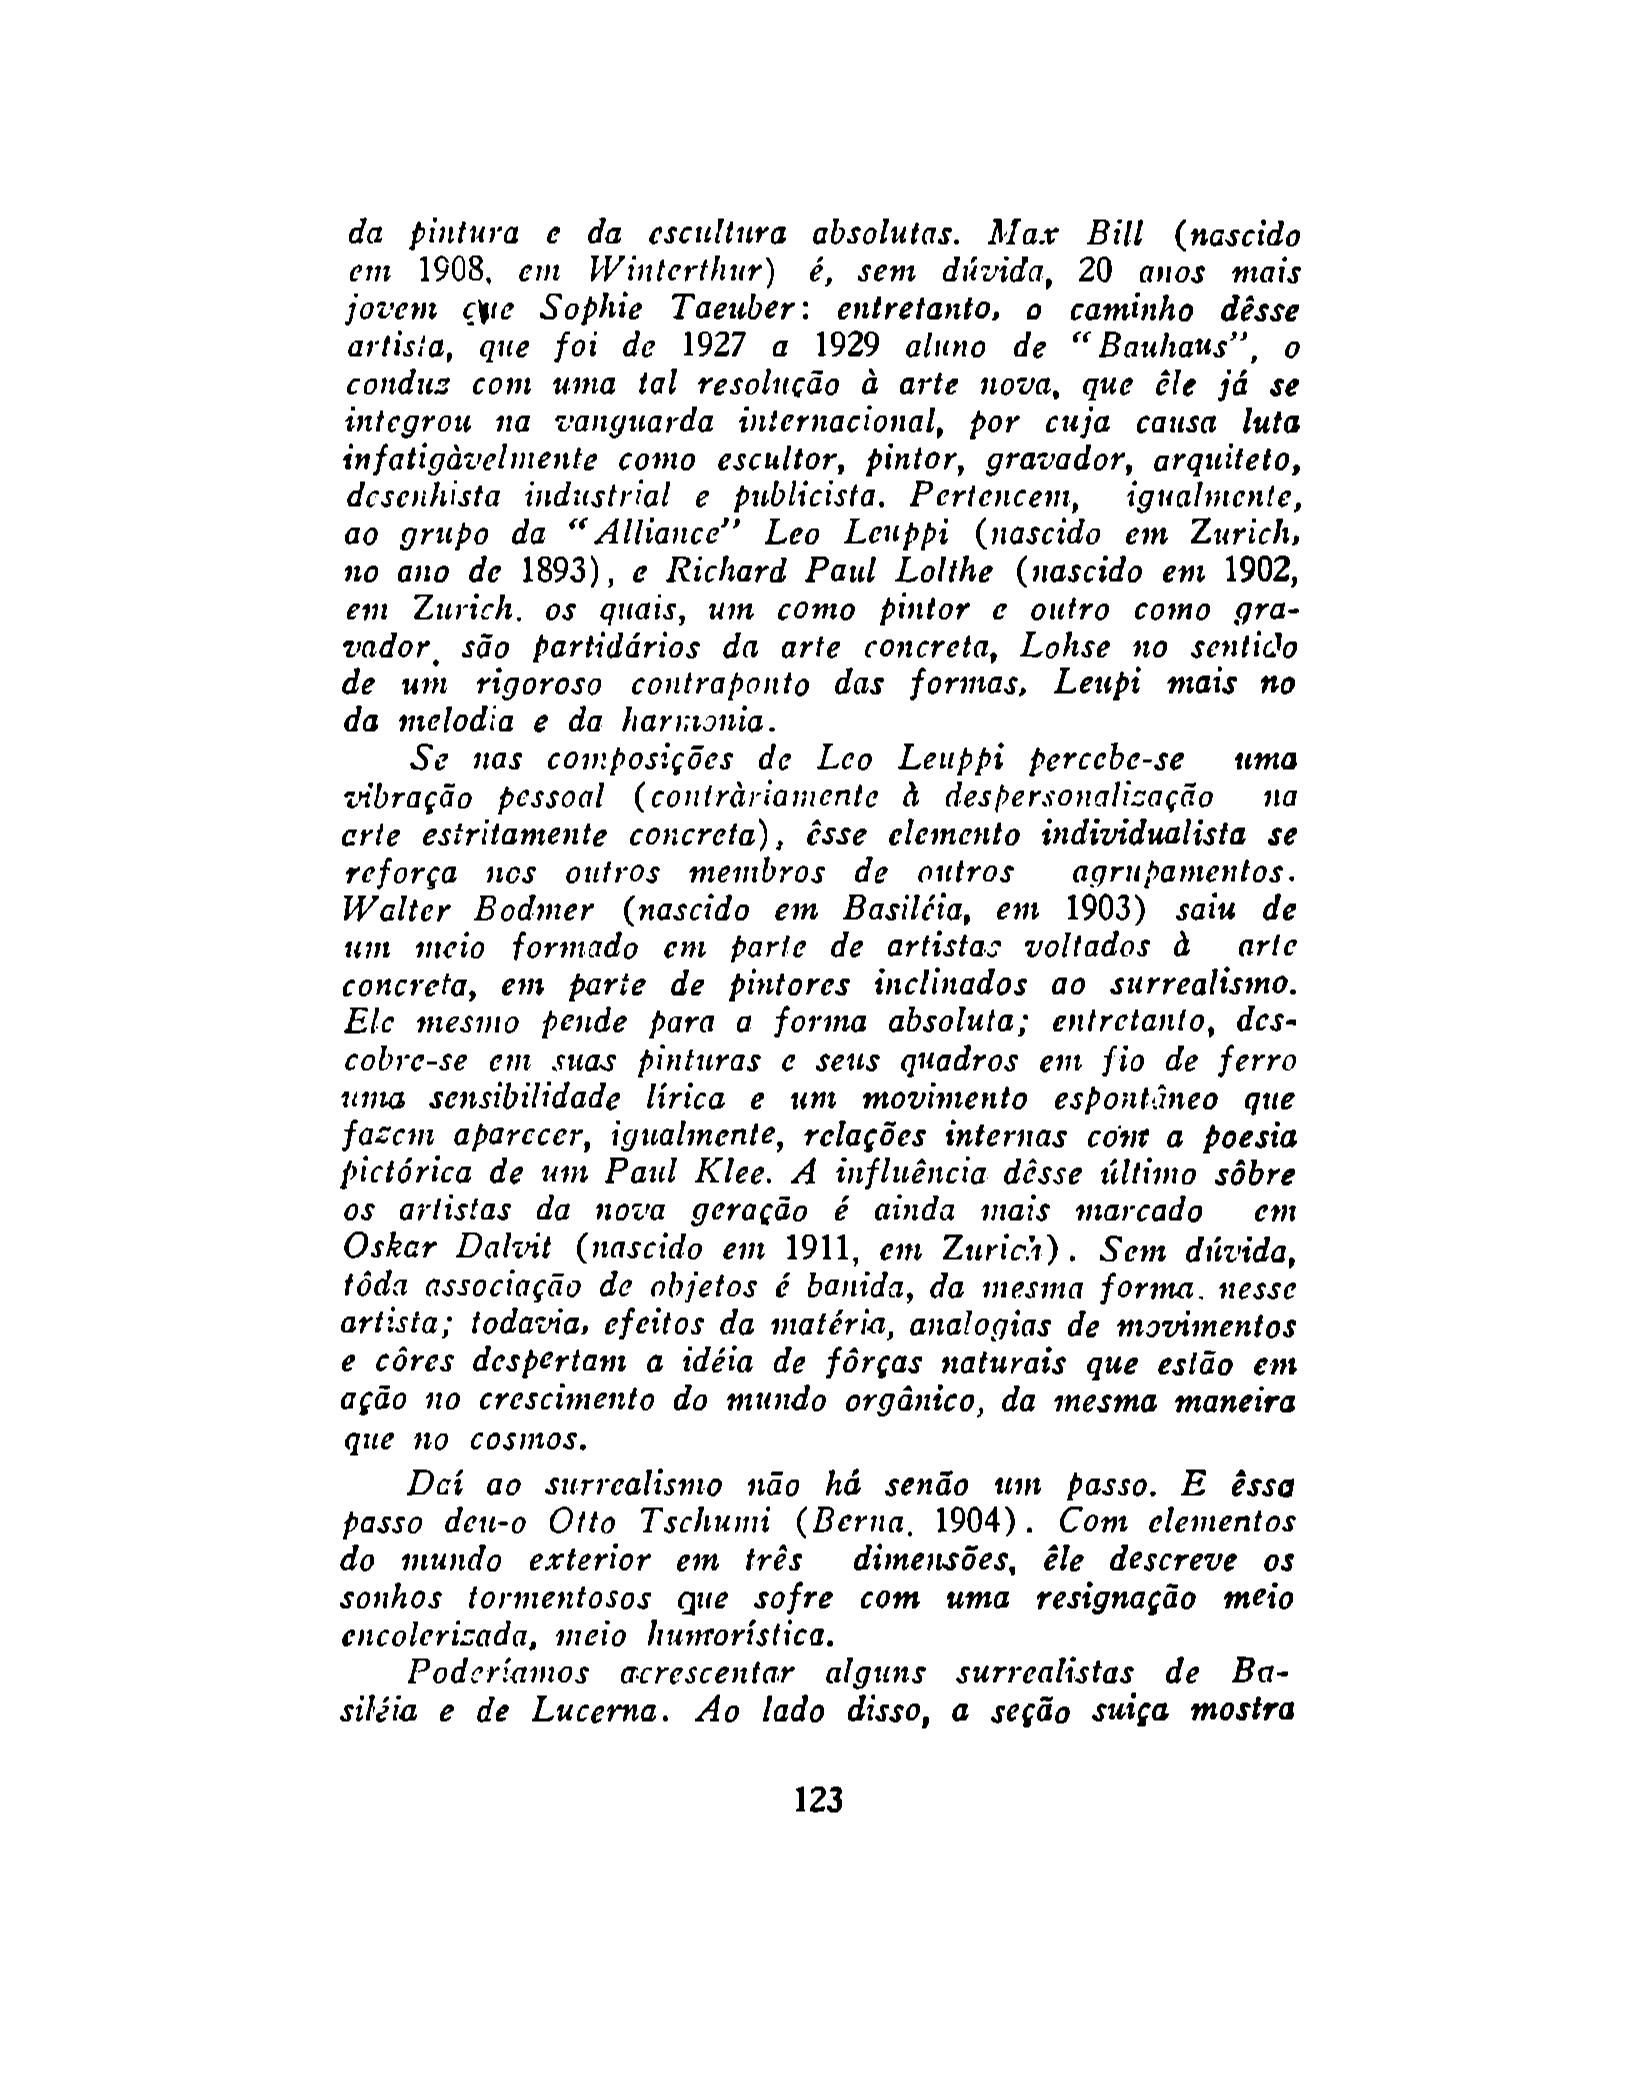 da pintura e da escultura absolutas. Max Bill (nascido
em 1908, em Winterthur) é, sem dúvida, 20 anos mais
jovem que Sophie Taeuber: entretanto, o caminho dêsse
artista, que foi de 1927 a 1929 aluno de “Bauhaus”, o
conduz com uma tal resolução à arte nova, que êle já se
integrou na vanguarda internacional, por cuja causa luta
infatigàvelmente como escultor, pintor, gravador, arquiteto,
desenhista industrial e publicista. Pertencem, igualmente,
ao grupo da “Alliance” Leo Leuppi (nascido em Zurich,
no ano de 1893), e Richard Paul Lolthe (nascido em 1902,
em Zurich. os quais, um como pintor e outro como gra-
vador, são partidários da arte concreta, Lohse no sentido
de um rigoroso contraponto das formas, Leupi mais no
da melodia e da harmonia.
Se nas composições de Leo Leuppi percebe-se uma
vibração pessoal (contràriamente à despersonalização na
arte estritamente concreta), êsse elemento individualista se
reforça nos outros membros de outros agrupamentos.
Walter Bodmer (nascido em Basiléia, em 1903) saiu de
um meio formado em parte de artistas voltados à arte
concreta, em parte de pintores inclinados ao surrealismo.
Ele mesmo pende para a forma absoluta; entretanto, des-
cobre-se em suas pinturas e seus quadros em fio de ferro
uma sensibilidade lírica e um movimento espontâneo que
fazem aparecer, igualmente, relações internas com a poesia
pictórica de um Paul Klee. A influência dêsse último sôbre
os artistas da nova geração é ainda mais marcado em
Oskar Dalvit (nascido em 1911, em Zurich). Sem dúvida,
tôda associação de objetos é banida, da mesma forma. nesse
artista; todavia, efeitos da matéria, analogias de movimentos
e côres despertam a idéia de fôrças naturais que estão em
ação no crescimento do mundo orgânico, da mesma maneira
que no cosmos.
Daí ao surrealismo não há senão um passo. E êssa
passo deu-o Otto Tschumi (Berna. 1904). Com elementos
do mundo exterior em três dimensões, êle descreve os
sonhos tormentosos que sofre com uma resignação meio
encolerizada, meio humorística.
Poderíamos acrescentar alguns surrealistas de Ba-
siléia e de Lucerna. Ao lado disso, a seção suiça mostra
123